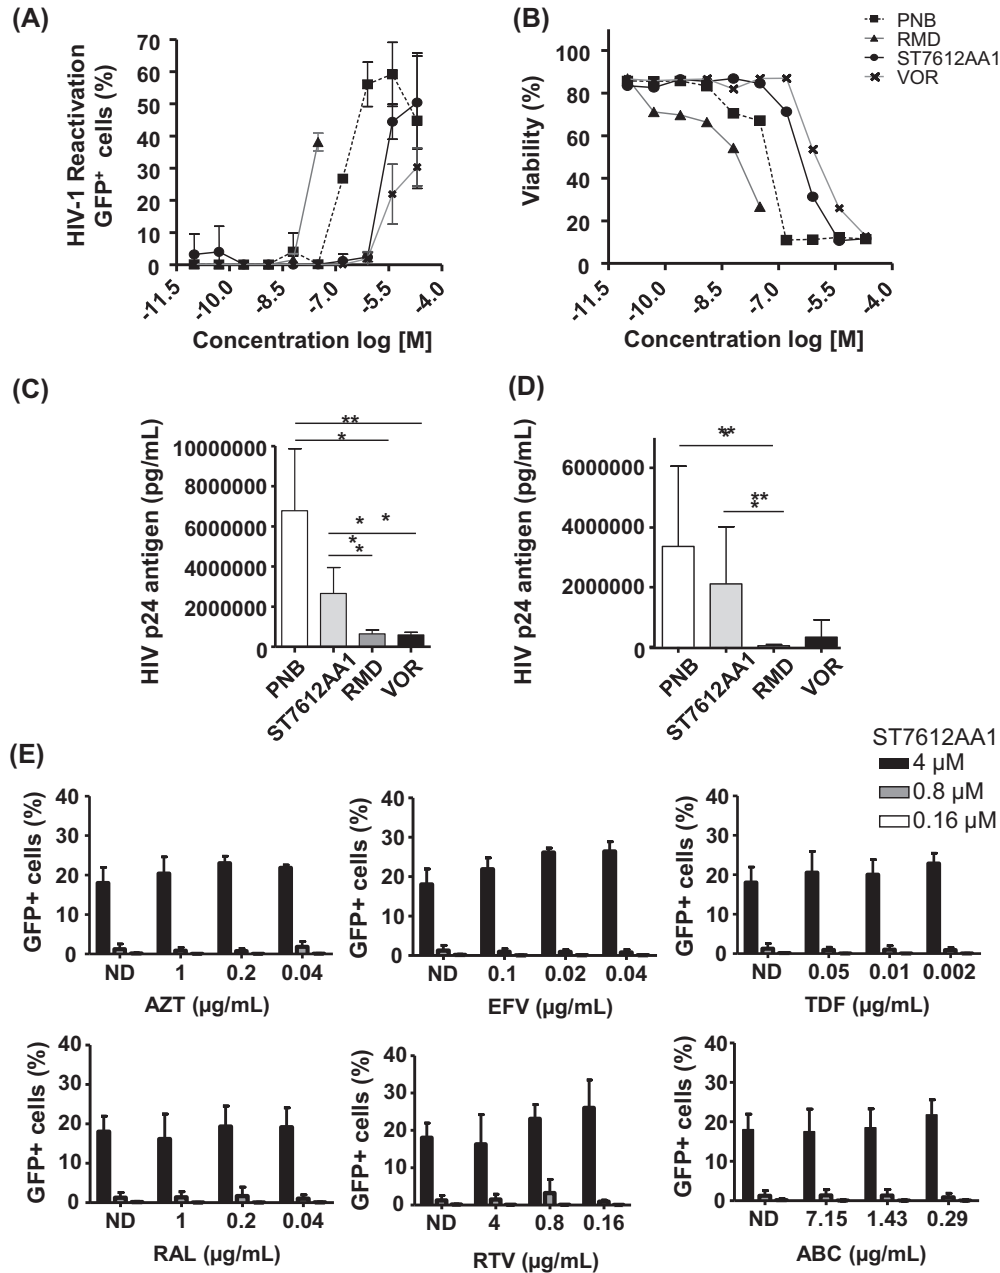 (A)
HIV-1 Reactivation
GFP+ cells (%)
70
60
50
40
30
20
10
0
-11.5
-10.0
-8.5
-7.0
-5.5
-4.0
Concentration log [M]
(B)
Viability (%)
100
80
60
40
20
0
-11.5
-10.0
-8.5
-7.0
-5.5
-4.0
Concentration log [M]
PNB
RMD
ST7612AA1
VOR
(C)
HIV p24 antigen (pg/mL)
10000000
8000000
6000000
4000000
2000000
0
**
*
* *
*
*
PNB
ST7612AA1
RMD
VOR
(D)
HIV p24 antigen (pg/mL)
6000000
4000000
2000000
0
**
*
**
*
PNB
ST7612AA1
RMD
VOR
(E)
ST7612AA1
4 µM
0.8 µM
0.16 µM
GFP+ cells (%)
40
30
20
10
0
ND 1 0.2 0.04
AZT (µg/mL)
GFP+ cells (%)
40
30
20
10
0
ND 0.1 0.02 0.04
EFV (µg/mL)
GFP+ cells (%)
40
30
20
10
0
ND 0.05 0.01 0.002
TDF (µg/mL)
GFP+ cells (%)
40
30
20
10
0
ND 1 0.2 0.04
RAL (µg/mL)
GFP+ cells (%)
40
30
20
10
0
ND 4 0.8 0.16
RTV (µg/mL)
GFP+ cells (%)
40
30
20
10
0
ND 7.15 1.43 0.29
ABC (µg/mL)